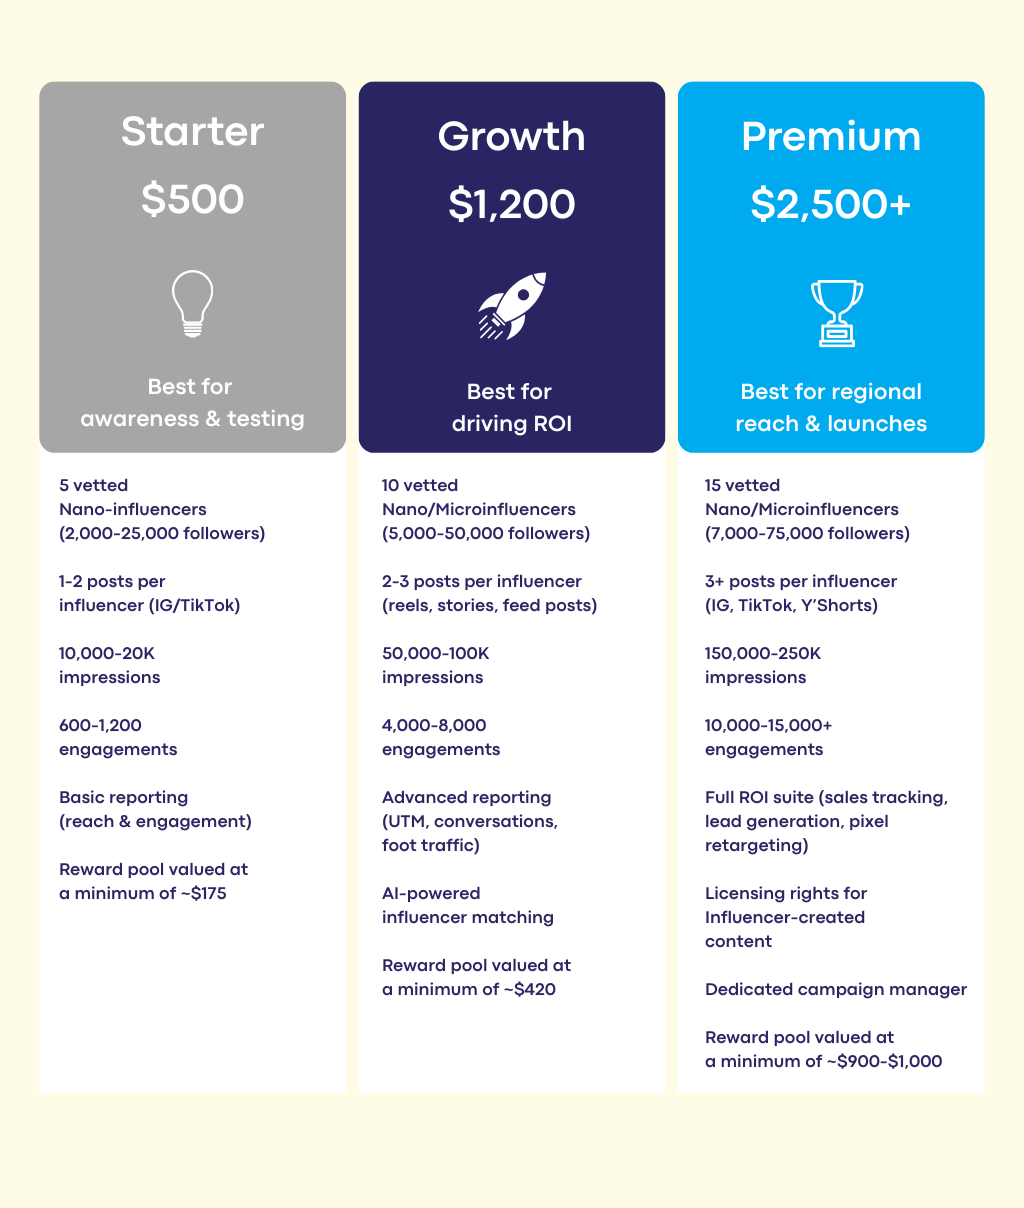 Starter
$500
Best for
awareness & testing
5 vetted
Nano-influencers
(2,000-25,000 followers)
1-2 posts per
influencer (IG/TikTok)
10,000-20K
impressions
600-1,200
engagements
Basic reporting
(reach & engagement)
Reward pool valued at
a minimum of ~$175
Growth
$1,200
Best for
driving ROI
10 vetted
Nano/Microinfluencers
(5,000-50,000 followers)
2-3 posts per influencer
(reels, stories, feed posts)
50,000-100K
impressions
4,000-8,000
engagements
Advanced reporting
(UTM, conversations,
foot traffic)
AI-powered
influencer matching
Reward pool valued at
a minimum of ~$420
Premium
$2,500+
Best for regional
reach & launches
15 vetted
Nano/Microinfluencers
(7,000-75,000 followers)
3+ posts per influencer
(IG, TikTok, Y’Shorts)
150,000-250K
impressions
10,000-15,000+
engagements
Full ROI suite (sales tracking,
lead generation, pixel
retargeting)
Licensing rights for
Influencer-created
content
Dedicated campaign manager
Reward pool valued at
a minimum of ~$900-$1,000